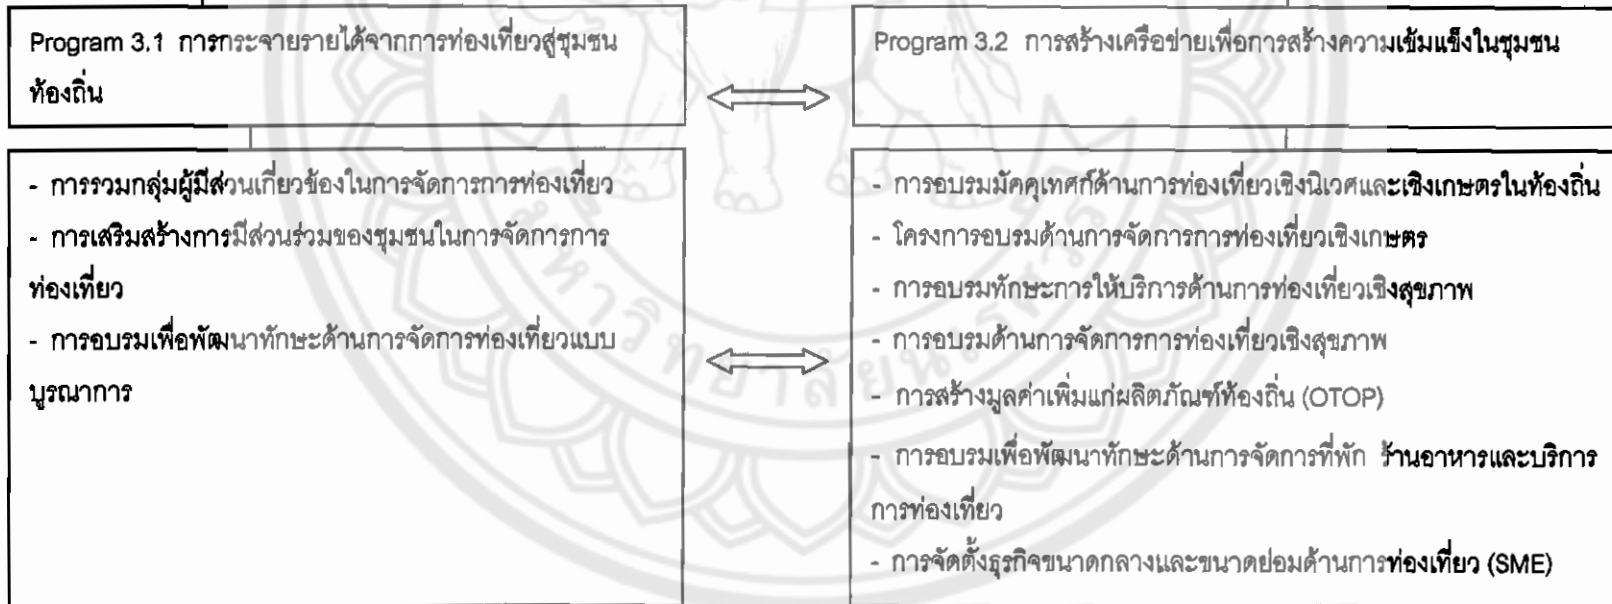 Program 3.1 การกระจายรายได้จากการท่องเที่ยวสู่ชุมชน
ท้องถิ่น
Program 3.2 การสร้างเครือข่ายเพื่อการสร้างความเข้มแข็งในชุมชน
- การรวมกลุ่มผู้มีส่วนเกี่ยวข้องในการจัดการการท่องเที่ยว
- การเสริมสร้างการมีส่วนร่วมของชุมชนในการจัดการการ
ท่องเที่ยว
- การอบรมเพื่อพัฒนาทักษะด้านการจัดการท่องเที่ยวแบบ
บูรณาการ
- การอบรมมัคคุเทศก์ด้านการท่องเที่ยวเชิงนิเวศและเชิงเกษตรในท้องถิ่น
- โครงการอบรมด้านการจัดการการท่องเที่ยวเชิงเกษตร
- การอบรมทักษะการให้บริการด้านการท่องเที่ยวเชิงสุขภาพ
- การอบรมด้านการจัดการการท่องเที่ยวเชิงสุขภาพ
- การสร้างมูลค่าเพิ่มแก่ผลิตภัณฑ์ท้องถิ่น (OTOP)
- การอบรมเพื่อพัฒนาทักษะด้านการจัดการที่พัก ร้านอาหารและบริการ
การท่องเที่ยว
- การจัดตั้งธุรกิจขนาดกลางและขนาดย่อมด้านการท่องเที่ยว (SME)
มหาวิทยาลัยนเรศวร